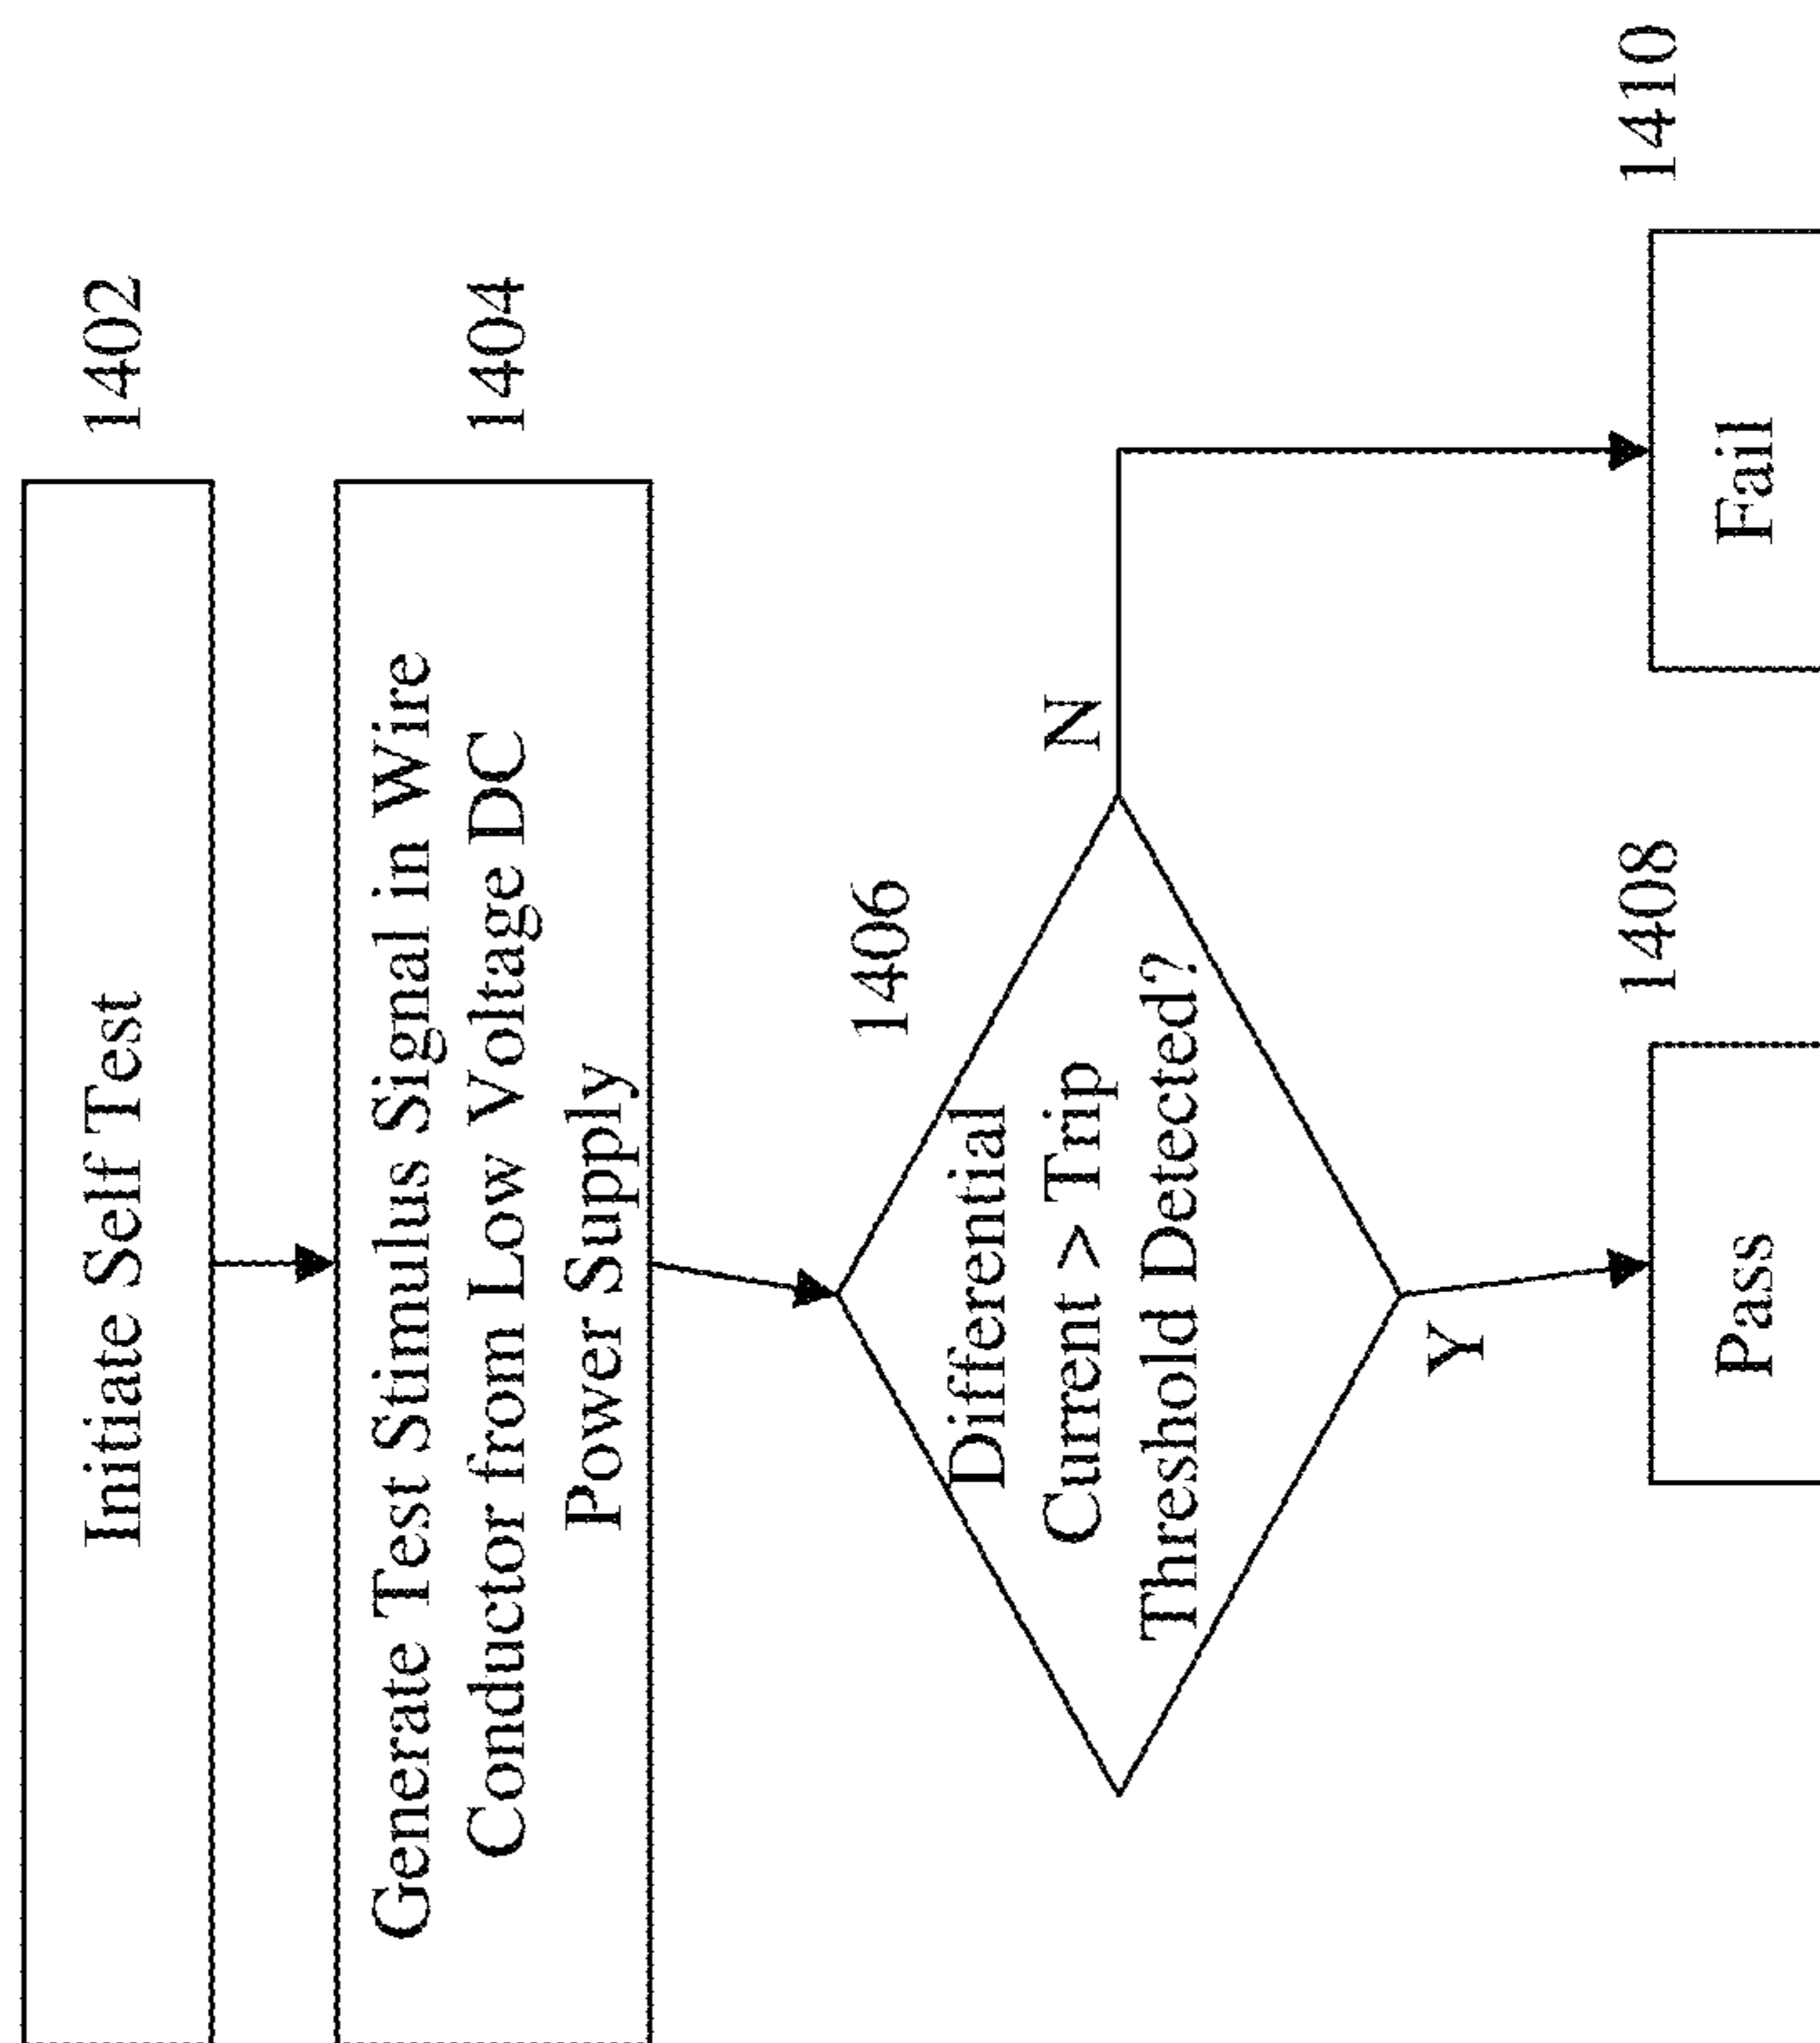 Initiate Self Test
1402
Generate Test Stimulus Signal in Wire
Conductor from Low Voltage DC
Power Supply
1404
1406
Differential
Current > Trip
Threshold Detected?
N
Y
1408
Pass
1410
Fail